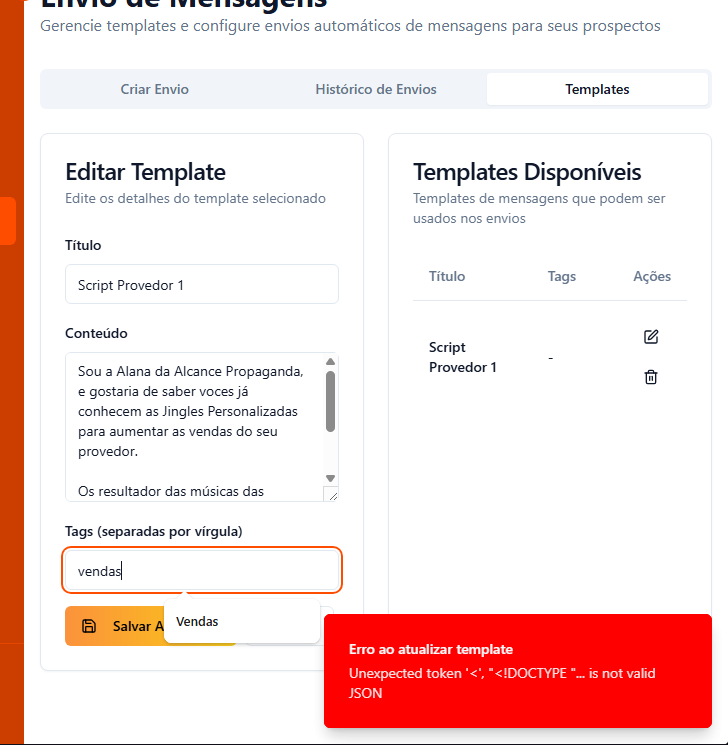 Envio de Mensagens
Gerencie templates e configure envios automáticos de mensagens para seus prospectos
Criar Envio
Histórico de Envios
Templates
Editar Template
Edite os detalhes do template selecionado
Título
Script Provedor 1
Conteúdo
Sou a Alana da Alcance Propaganda,
e gostaria de saber voces já
conhecem as Jingles Personalizadas
para aumentar as vendas do seu
provedor.
Os resultador das músicas das
Tags (separadas por vírgula)
vendas
Vendas
Salvar A
Templates Disponíveis
Templates de mensagens que podem ser
usados nos envios
Título Tags Ações
Script
Provedor 1
-
Erro ao atualizar template
Unexpected token '<', "<!DOCTYPE "... is not valid
JSON